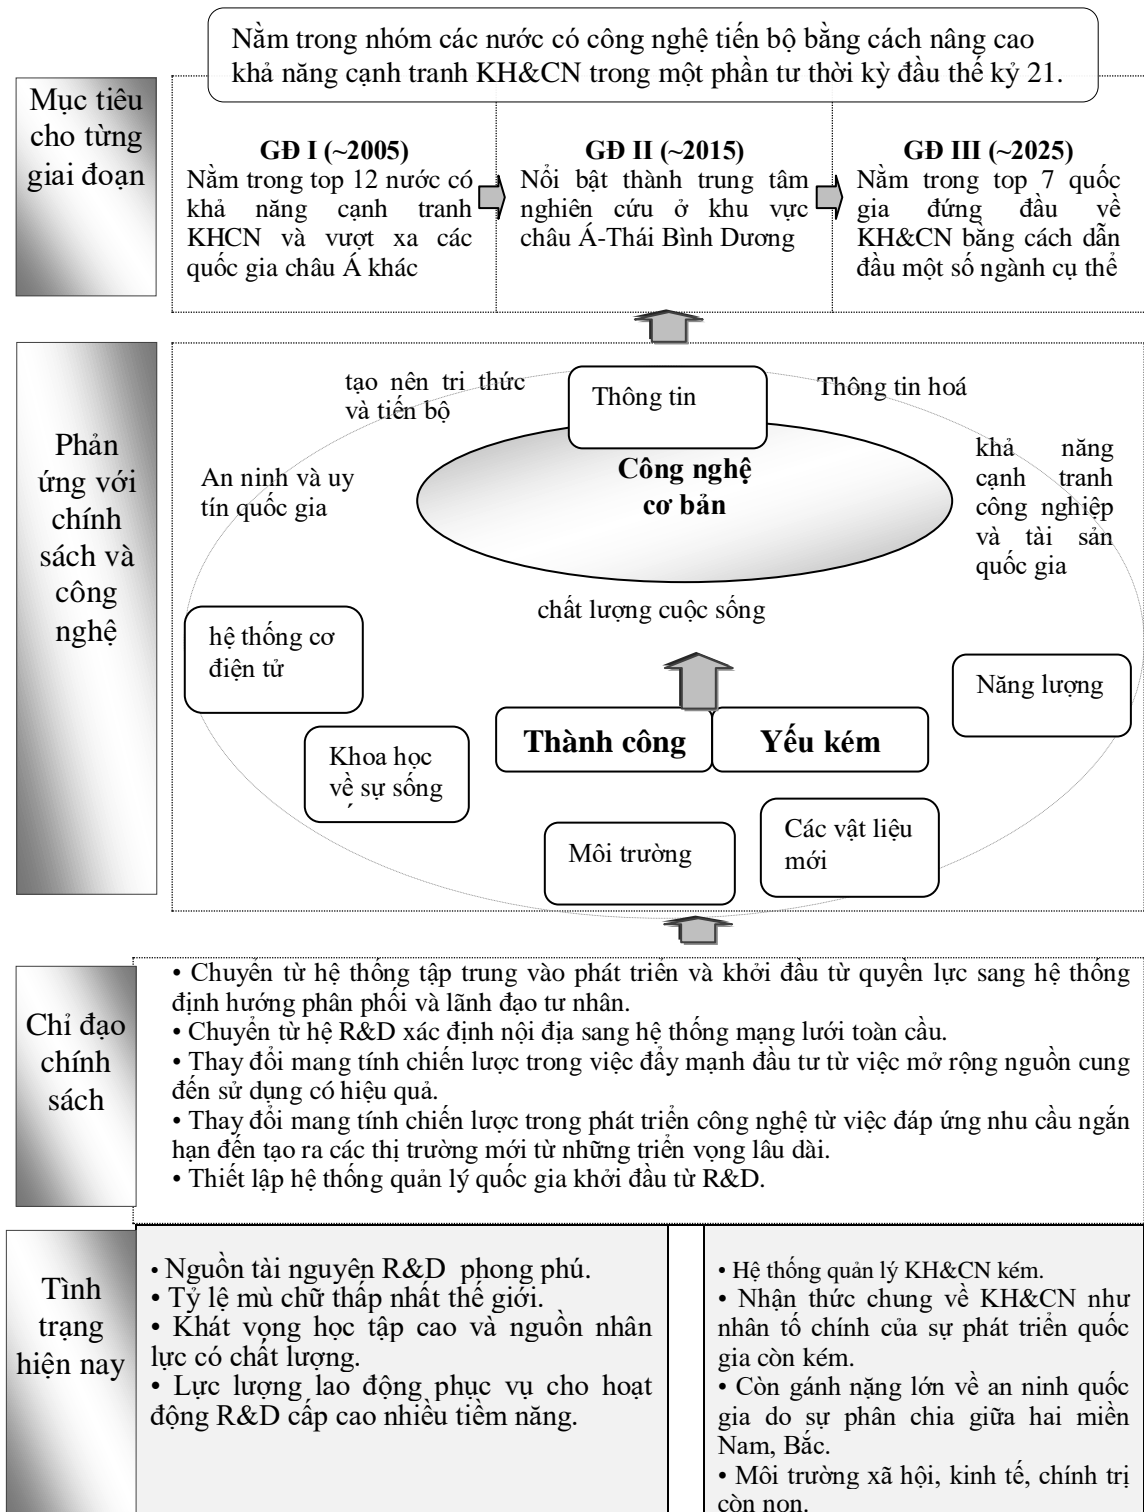 Nằm trong nhóm các nước có công nghệ tiến bộ bằng cách nâng cao
khả năng cạnh tranh KH&CN trong một phần tư thời kỳ đầu thế kỷ 21.
Mục tiêu
cho từng
giai đoạn
GĐ I (~2005)
Nằm trong top 12 nước có
khả năng cạnh tranh
KHCN và vượt xa các
quốc gia châu Á khác
GĐ II (~2015)
Nổi bật thành trung tâm
nghiên cứu ở khu vực
châu Á-Thái Bình Dương
GĐ III (~2025)
Nằm trong top 7 quốc
gia đứng đầu về
KH&CN bằng cách dẫn
đầu một số ngành cụ thể
Phản
ứng với
chính
sách và
công
nghệ
tạo nên tri thức
và tiến bộ
Thông tin
Thông tin hoá
An ninh và uy
tín quốc gia
Công nghệ
cơ bản
khả năng
cạnh tranh
công nghiệp
và tài sản
quốc gia
chất lượng cuộc sống
hệ thống cơ
điện tử
Năng lượng
Thành công
Yếu kém
Khoa học
về sự sống
Môi trường
Các vật liệu
mới
Chỉ đạo
chính
sách
• Chuyển từ hệ thống tập trung vào phát triển và khởi đầu từ quyền lực sang hệ thống
định hướng phân phối và lãnh đạo tư nhân.
• Chuyển từ hệ R&D xác định nội địa sang hệ thống mạng lưới toàn cầu.
• Thay đổi mang tính chiến lược trong việc đẩy mạnh đầu tư từ việc mở rộng nguồn cung
đến sử dụng có hiệu quả.
• Thay đổi mang tính chiến lược trong phát triển công nghệ từ việc đáp ứng nhu cầu ngắn
hạn đến tạo ra các thị trường mới từ những triển vọng lâu dài.
• Thiết lập hệ thống quản lý quốc gia khởi đầu từ R&D.
Tình
trạng
hiện nay
• Nguồn tài nguyên R&D phong phú.
• Tỷ lệ mù chữ thấp nhất thế giới.
• Khát vọng học tập cao và nguồn nhân
lực có chất lượng.
• Lực lượng lao động phục vụ cho hoạt
động R&D cấp cao nhiều tiềm năng.
• Hệ thống quản lý KH&CN kém.
• Nhận thức chung về KH&CN như
nhân tố chính của sự phát triển quốc
gia còn kém.
• Còn gánh nặng lớn về an ninh quốc
gia do sự phân chia giữa hai miền
Nam, Bắc.
• Môi trường xã hội, kinh tế, chính trị
còn non.